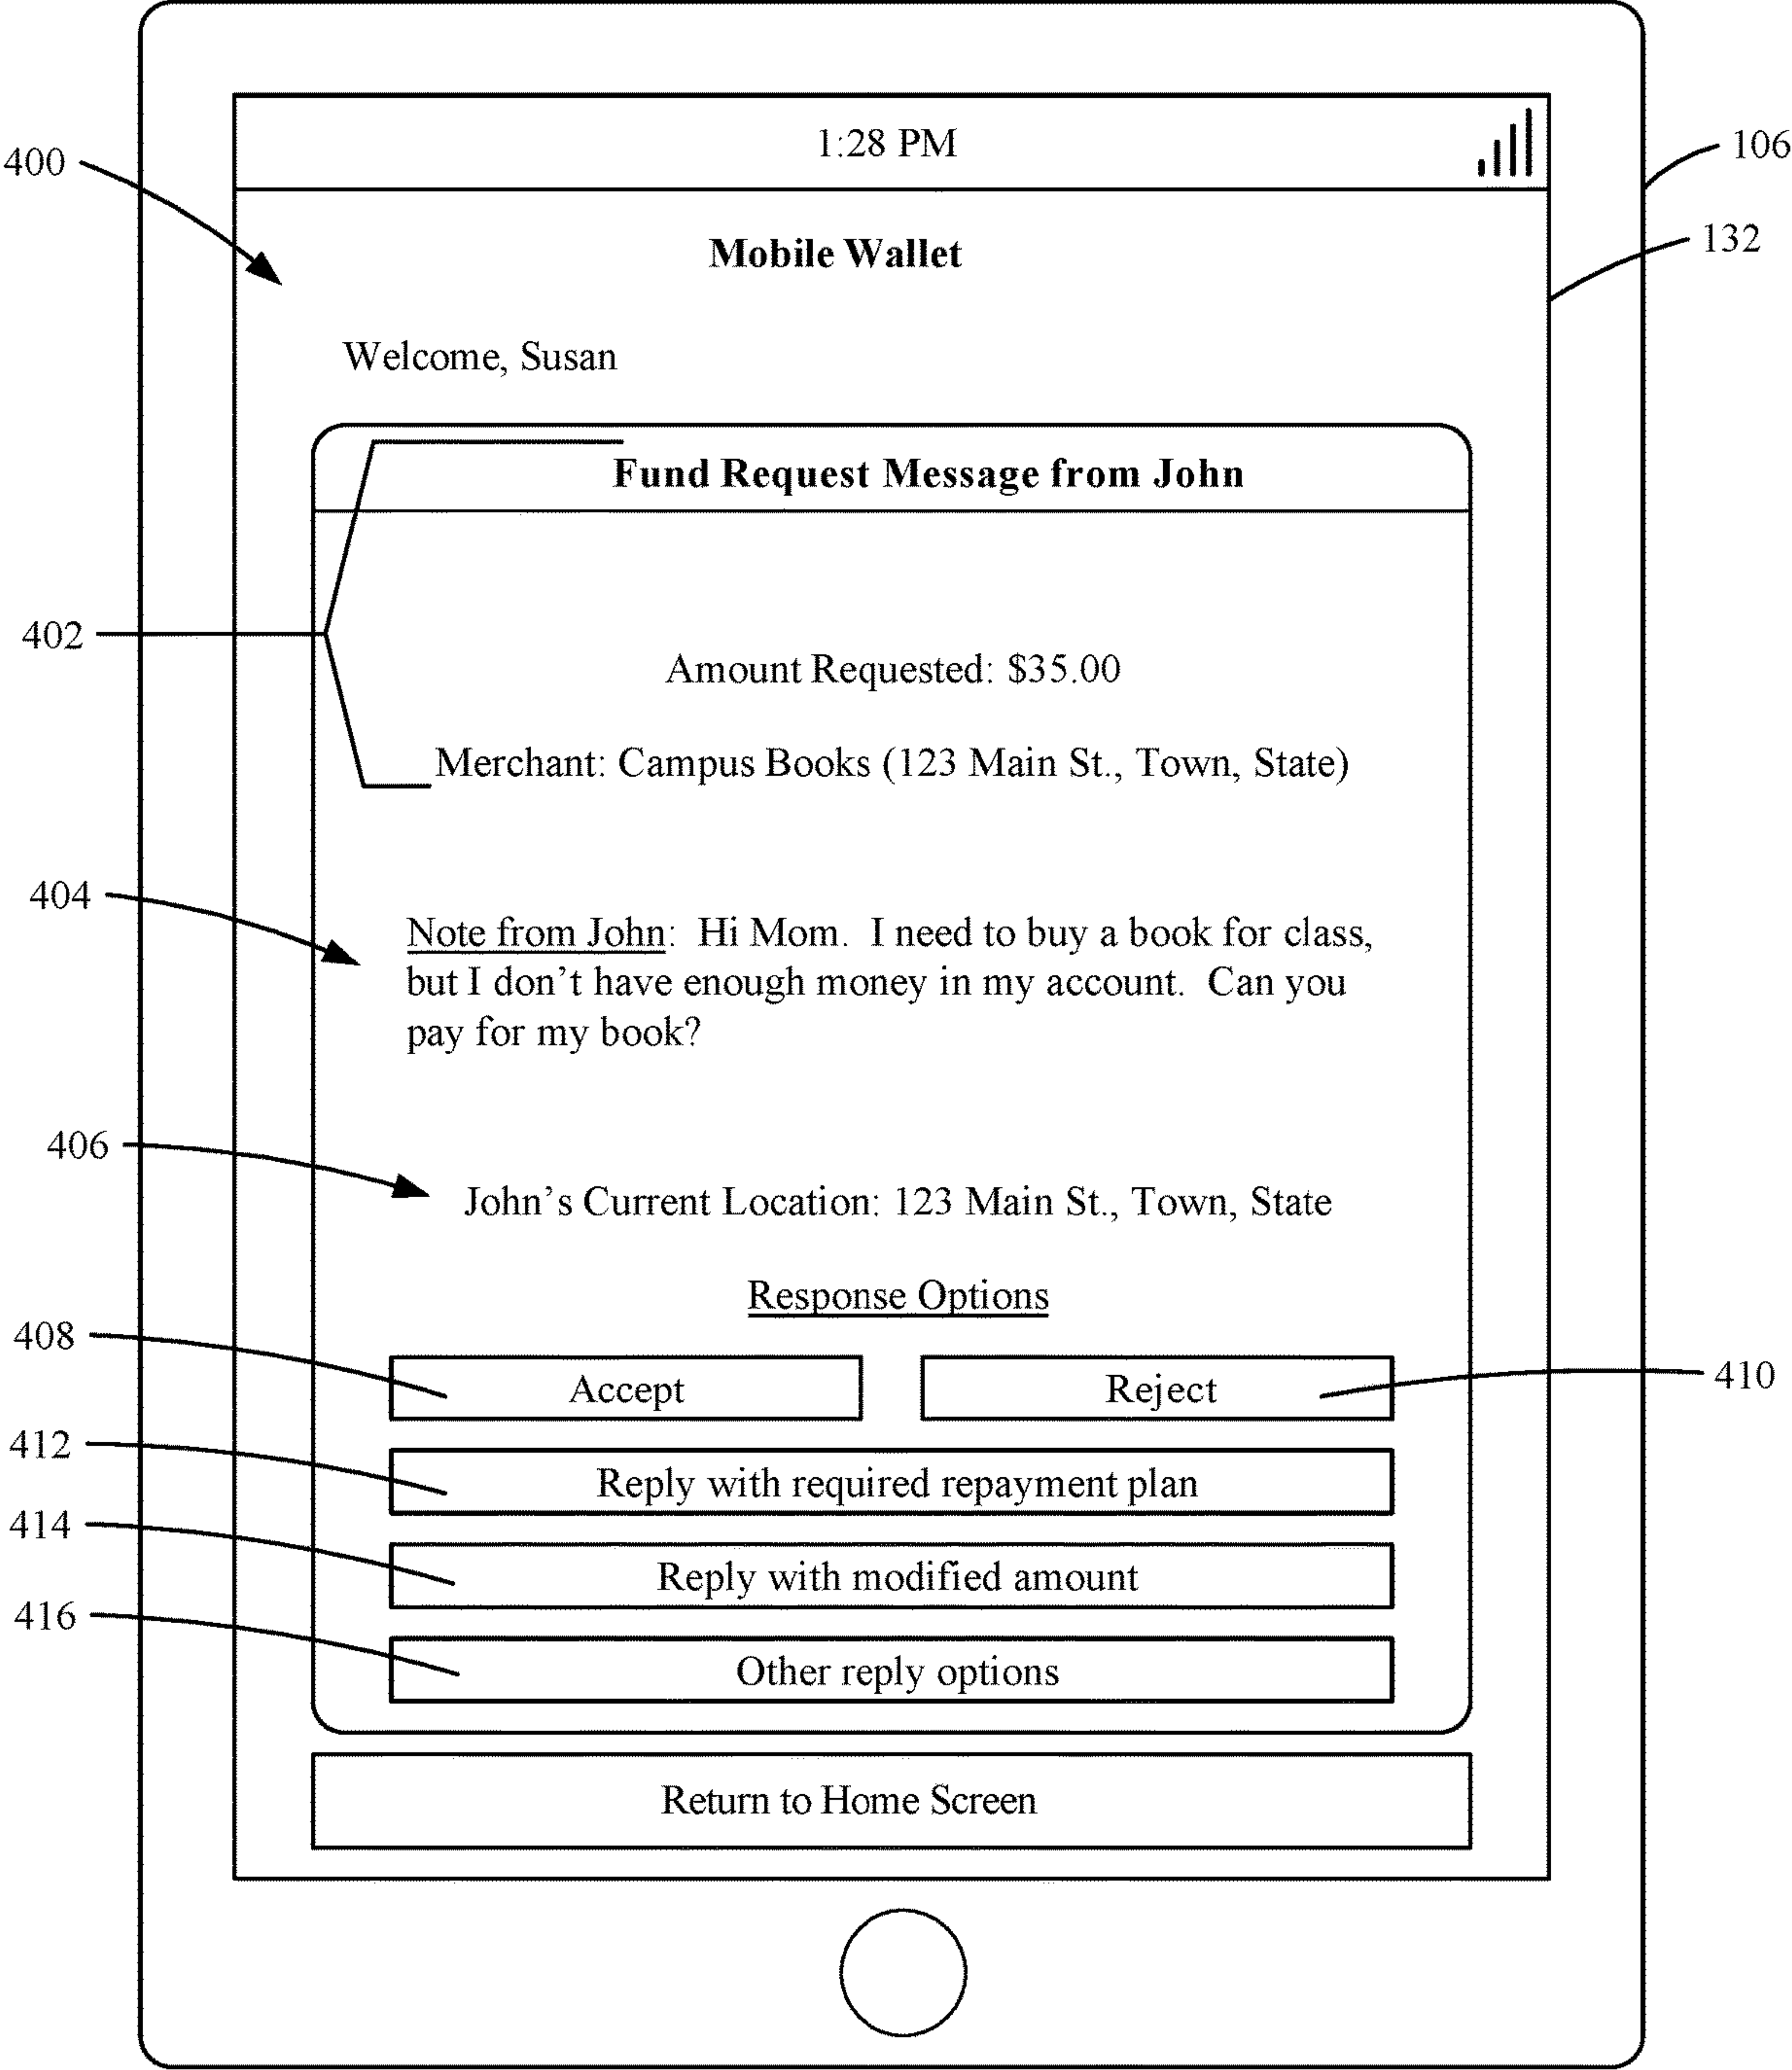 1:28 PM
400
106
132
Mobile Wallet
Welcome, Susan
Fund Request Message from John
402
Amount Requested: $35.00
Merchant: Campus Books (123 Main St., Town, State)
404
Note from John:  Hi Mom.  I need to buy a book for class,
but I don’t have enough money in my account.  Can you
pay for my book?
406
John’s Current Location: 123 Main St., Town, State
Response Options
408
Accept
Reject
410
412
Reply with required repayment plan
414
Reply with modified amount
416
Other reply options
Return to Home Screen